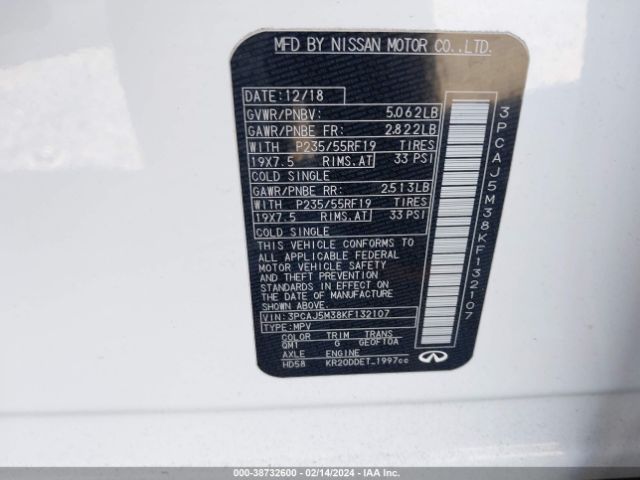 MFD BY NISSAN MOTOR CO.,LTD.
DATE: 12/18
GVWR/PNBV: 5.062LB
GAWR/PNBE FR: 2.822LB
WITH P235/55RF19 TIRES
19X7.5 RIMS.AT 33 PSI
COLD SINGLE
GAWR/PNBE RR: 2.513LB
WITH P235/55RF19 TIRES
19X7.5 RIMS.AT 33 PSI
COLD SINGLE
THIS VEHICLE CONFORMS TO
ALL APPLICABLE FEDERAL
MOTOR VEHICLE SAFETY
AND THEFT PREVENTION
STANDARDS IN EFFECT ON
THE DATE OF MANUFACTURE
SHOWN ABOVE.
VIN: 3PCAJ5M38KF132107
TYPE: MPV
COLOR TRIM TRANS
QM1 G GEOF10A
AXLE ENGINE
HD58 KR20DDET_1997cc
3PCAJ5M38KF132107
INFINITI
000-38732600 - 02/14/2024 - IAA Inc.